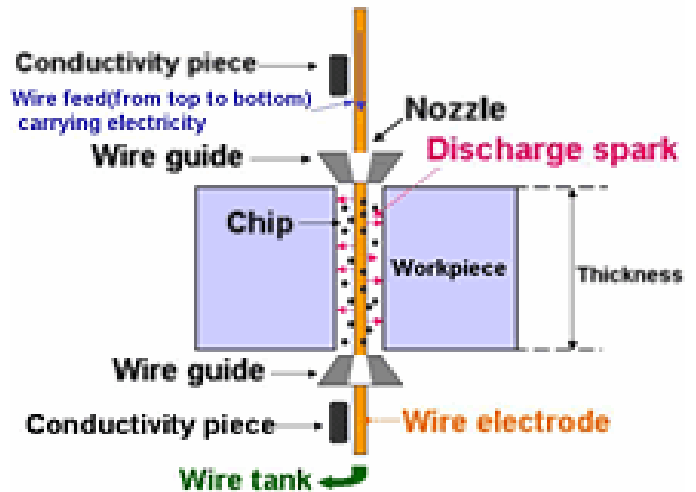 Conductivity piece
Wire feed(from top to bottom)
carrying electricity
Nozzle
Wire guide
Discharge spark
Chip
Workpiece
Thickness
Wire guide
Conductivity piece
Wire electrode
Wire tank